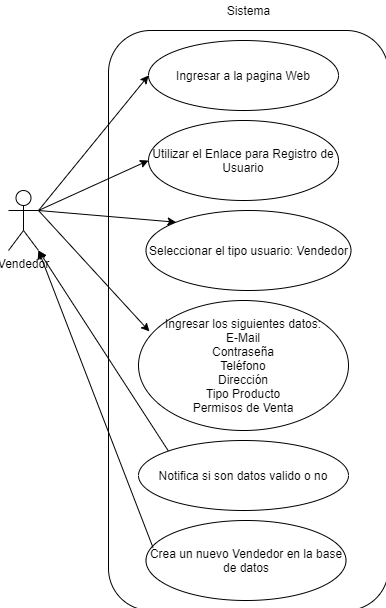 Sistema
Ingresar a la pagina Web
Utilizar el Enlace para Registro de
Usuario
Seleccionar el tipo usuario: Vendedor
Vendedor
Ingresar los siguientes datos:
E-Mail
Contraseña
Teléfono
Dirección
Tipo Producto
Permisos de Venta
Notifica si son datos valido o no
Crea un nuevo Vendedor en la base
de datos